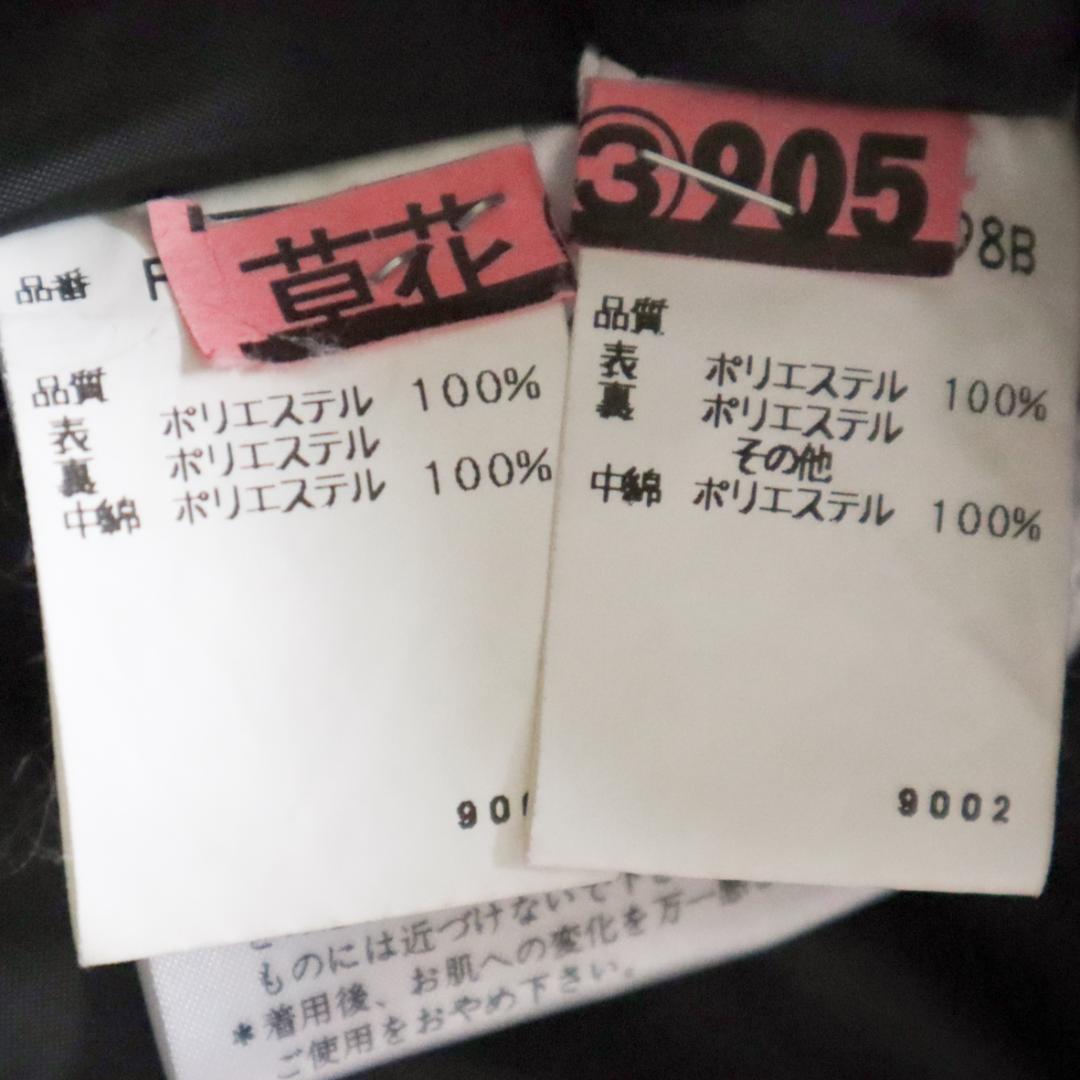 草花
品番
品質
表 ポリエステル 100%
裏 ポリエステル
中綿 ポリエステル 100%
③905
98B
品質
表 ポリエステル 100%
裏 ポリエステル
その他
中綿 ポリエステル 100%
9002
ものには近づけないで
*着用後、お肌への変化を万一
ご使用をおやめ下さい。